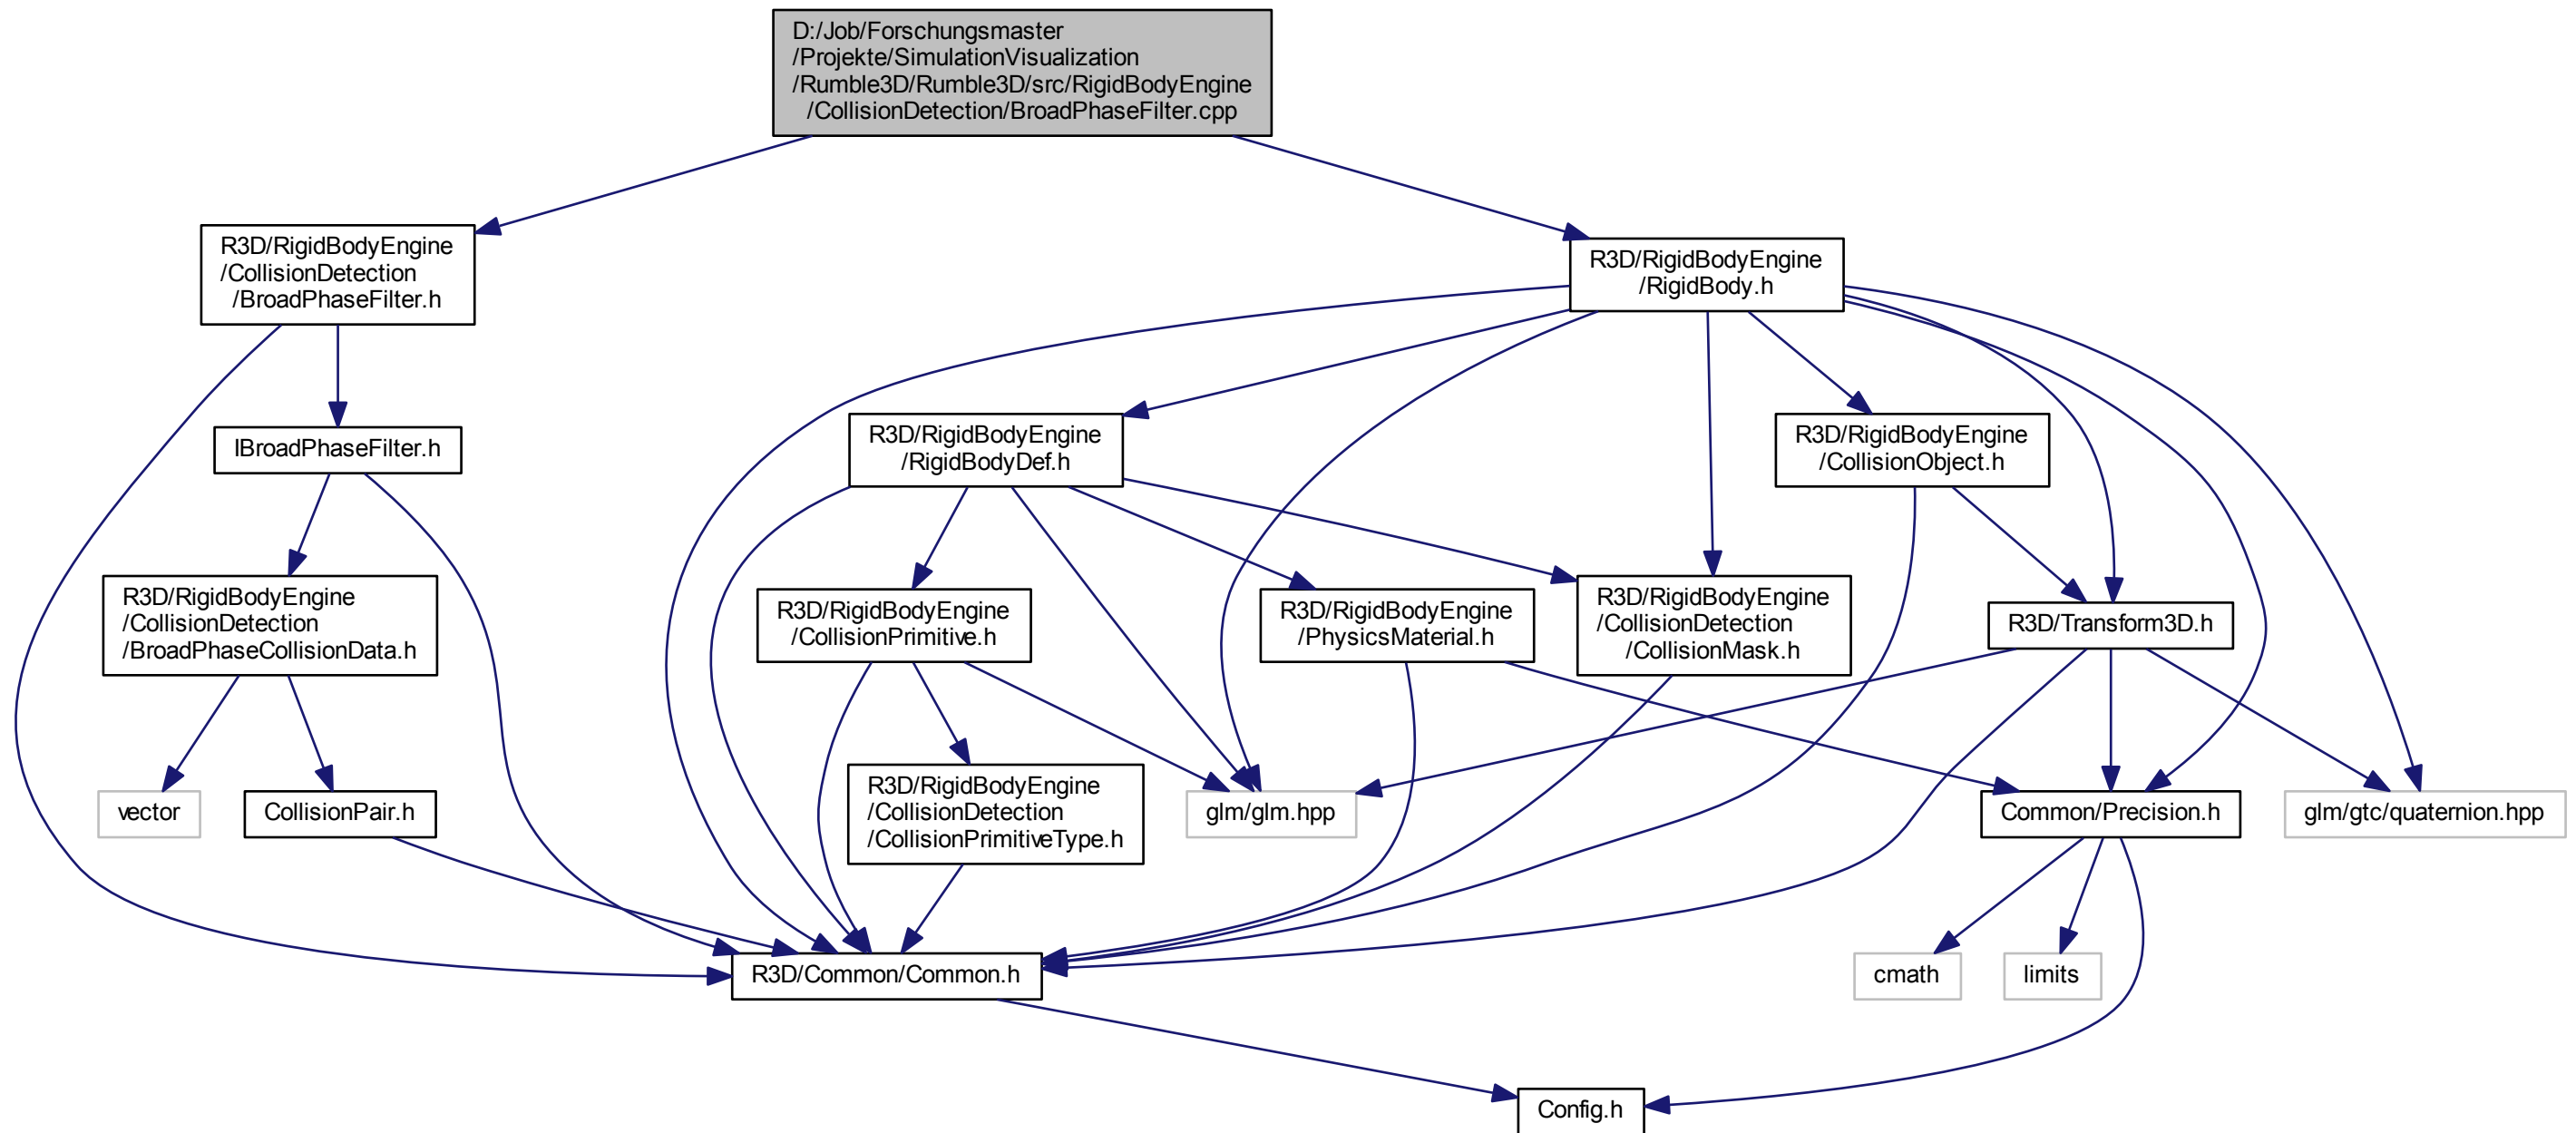 D:/Job/Forschungsmaster
/Projekte/SimulationVisualization
/Rumble3D/Rumble3D/src/RigidBodyEngine
/CollisionDetection/BroadPhaseFilter.cpp
R3D/RigidBodyEngine
/CollisionDetection
/BroadPhaseFilter.h
R3D/RigidBodyEngine
/RigidBody.h
IBroadPhaseFilter.h
R3D/RigidBodyEngine
/RigidBodyDef.h
R3D/RigidBodyEngine
/CollisionObject.h
R3D/RigidBodyEngine
/CollisionDetection
/BroadPhaseCollisionData.h
R3D/RigidBodyEngine
/CollisionPrimitive.h
R3D/RigidBodyEngine
/PhysicsMaterial.h
R3D/RigidBodyEngine
/CollisionDetection
/CollisionMask.h
R3D/Transform3D.h
vector
CollisionPair.h
R3D/RigidBodyEngine
/CollisionDetection
/CollisionPrimitiveType.h
glm/glm.hpp
Common/Precision.h
glm/gtc/quaternion.hpp
R3D/Common/Common.h
cmath
limits
Config.h